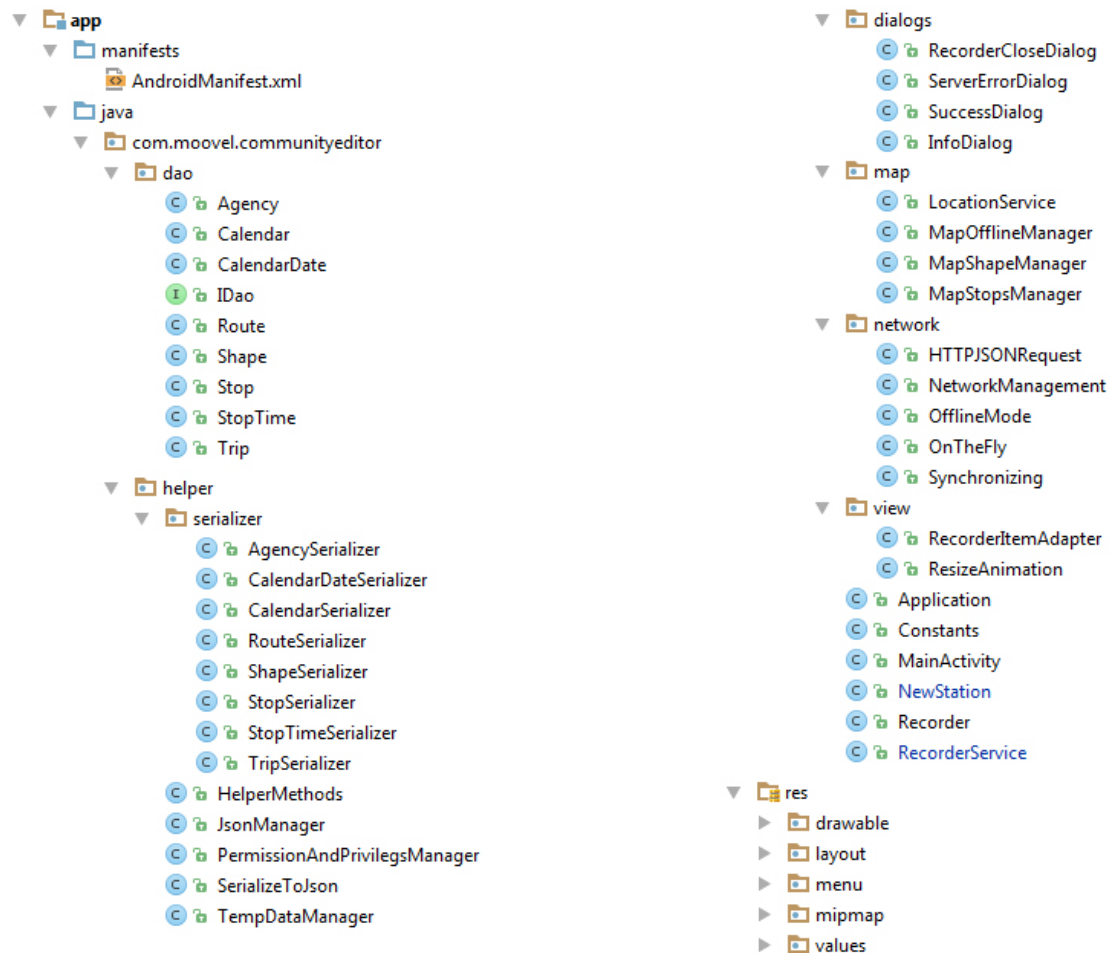 app
manifests
AndroidManifest.xml
java
com.moovel.communityeditor
dao
Agency
Calendar
CalendarDate
IDao
Route
Shape
Stop
StopTime
Trip
helper
serializer
AgencySerializer
CalendarDateSerializer
CalendarSerializer
RouteSerializer
ShapeSerializer
StopSerializer
StopTimeSerializer
TripSerializer
HelperMethods
JsonManager
PermissionAndPrivilegsManager
SerializeToJson
TempDataManager
dialogs
RecorderCloseDialog
ServerErrorDialog
SuccessDialog
InfoDialog
map
LocationService
MapOfflineManager
MapShapeManager
MapStopsManager
network
HTTPJSONRequest
NetworkManagement
OfflineMode
OnTheFly
Synchronizing
view
RecorderItemAdapter
ResizeAnimation
Application
Constants
MainActivity
NewStation
Recorder
RecorderService
res
drawable
layout
menu
mipmap
values